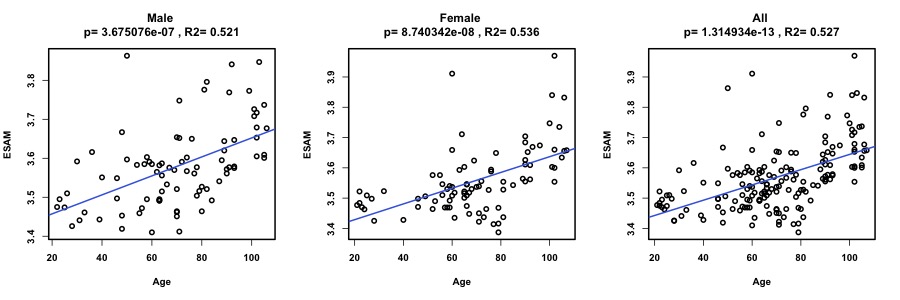 Male
p= 3.675076e-07 , R2= 0.521
ESAM
3.8
3.7
3.6
3.5
3.4
20 40 60 80 100
Age
Female
p= 8.740342e-08 , R2= 0.536
ESAM
3.9
3.8
3.7
3.6
3.5
3.4
20 40 60 80 100
Age
All
p= 1.314934e-13 , R2= 0.527
ESAM
3.9
3.8
3.7
3.6
3.5
3.4
20 40 60 80 100
Age